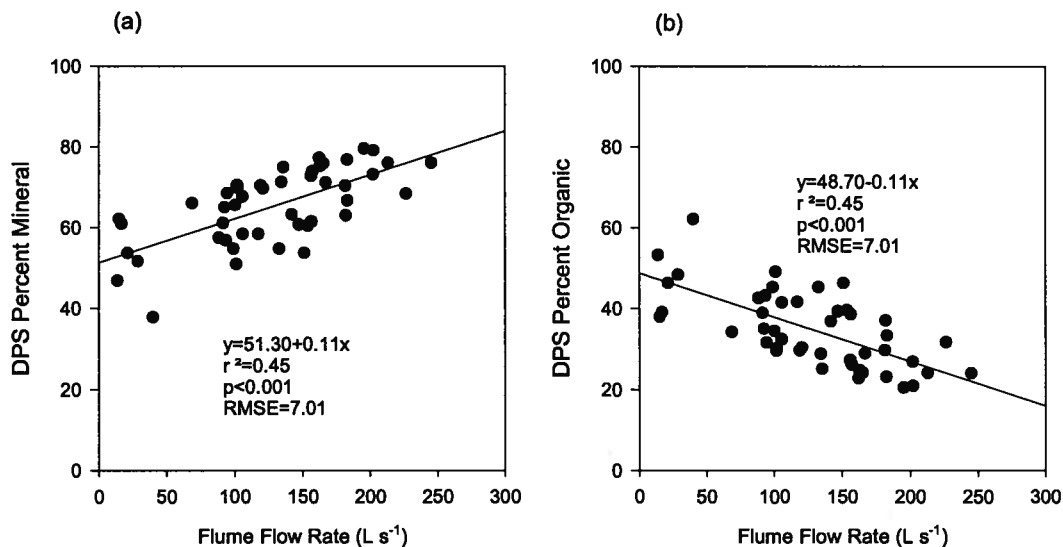 (a)
DPS Percent Mineral
100
80
60
40
20
0
y=51.30+0.11x
r ²=0.45
p<0.001
RMSE=7.01
0 50 100 150 200 250 300
Flume Flow Rate (L s⁻¹)
(b)
DPS Percent Organic
100
80
60
40
20
0
y=48.70-0.11x
r ²=0.45
p<0.001
RMSE=7.01
0 50 100 150 200 250 300
Flume Flow Rate (L s⁻¹)